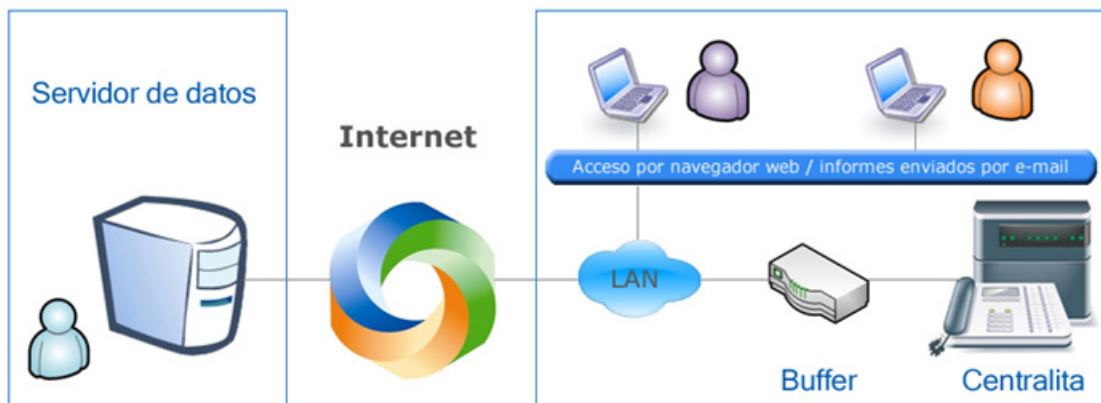 Servidor de datos
Internet
Acceso por navegador web / informes enviados por e-mail
LAN
Buffer
Centralita